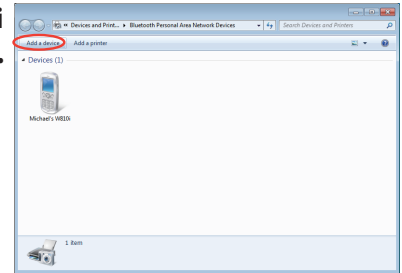 Devices and Print... Bluetooth Personal Area Network Devices Search Devices and Printers
Add a device Add a printer
Devices (1)
Michael's W810i
1 item